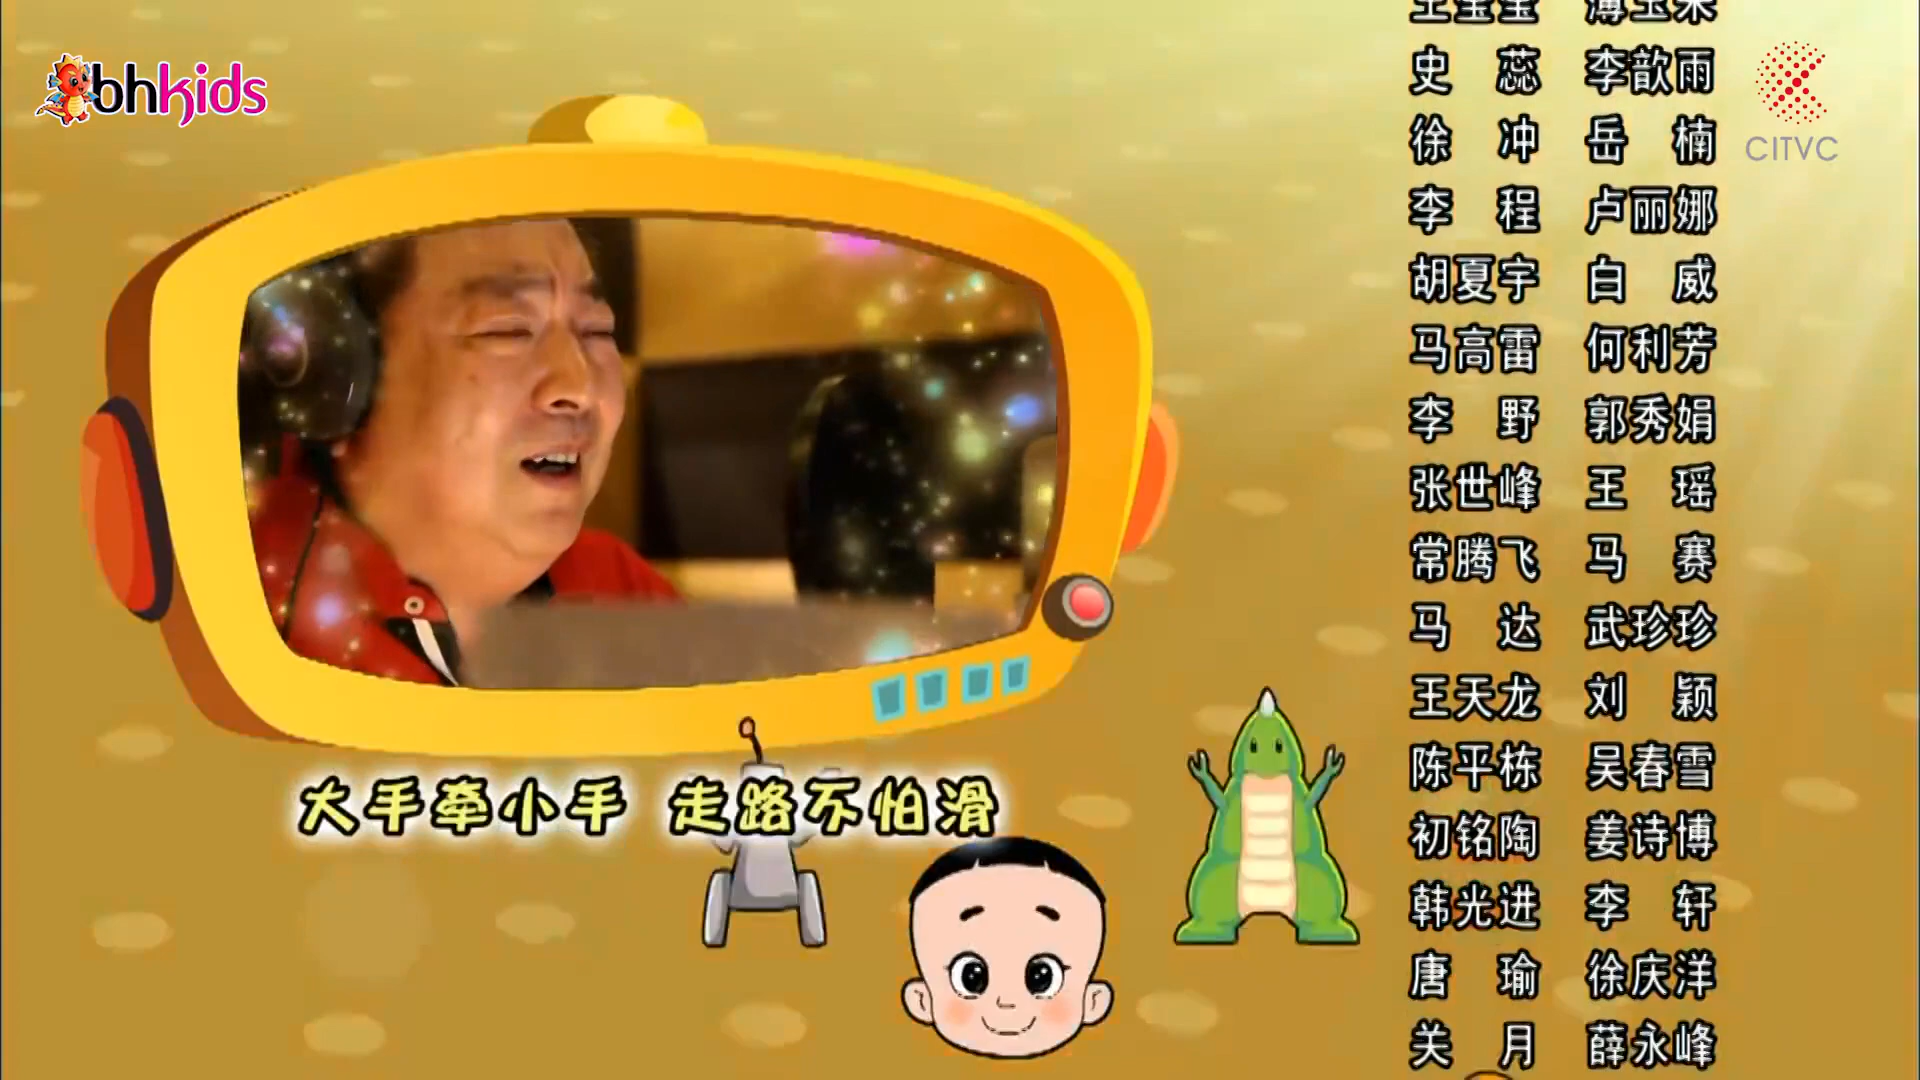 bhkids
CITVC
史蕊 李歆雨
徐冲 岳楠
李程 卢丽娜
胡夏宇 白威
马高雷 何利芳
李野 郭秀娟
张世峰 王瑶
常腾飞 马赛
马达 武珍珍
王天龙 刘颖
陈平栋 吴春雪
初铭陶 姜诗博
韩光进 李轩
唐瑜 徐庆洋
关月 薛永峰
大手牵小手 走路不怕滑